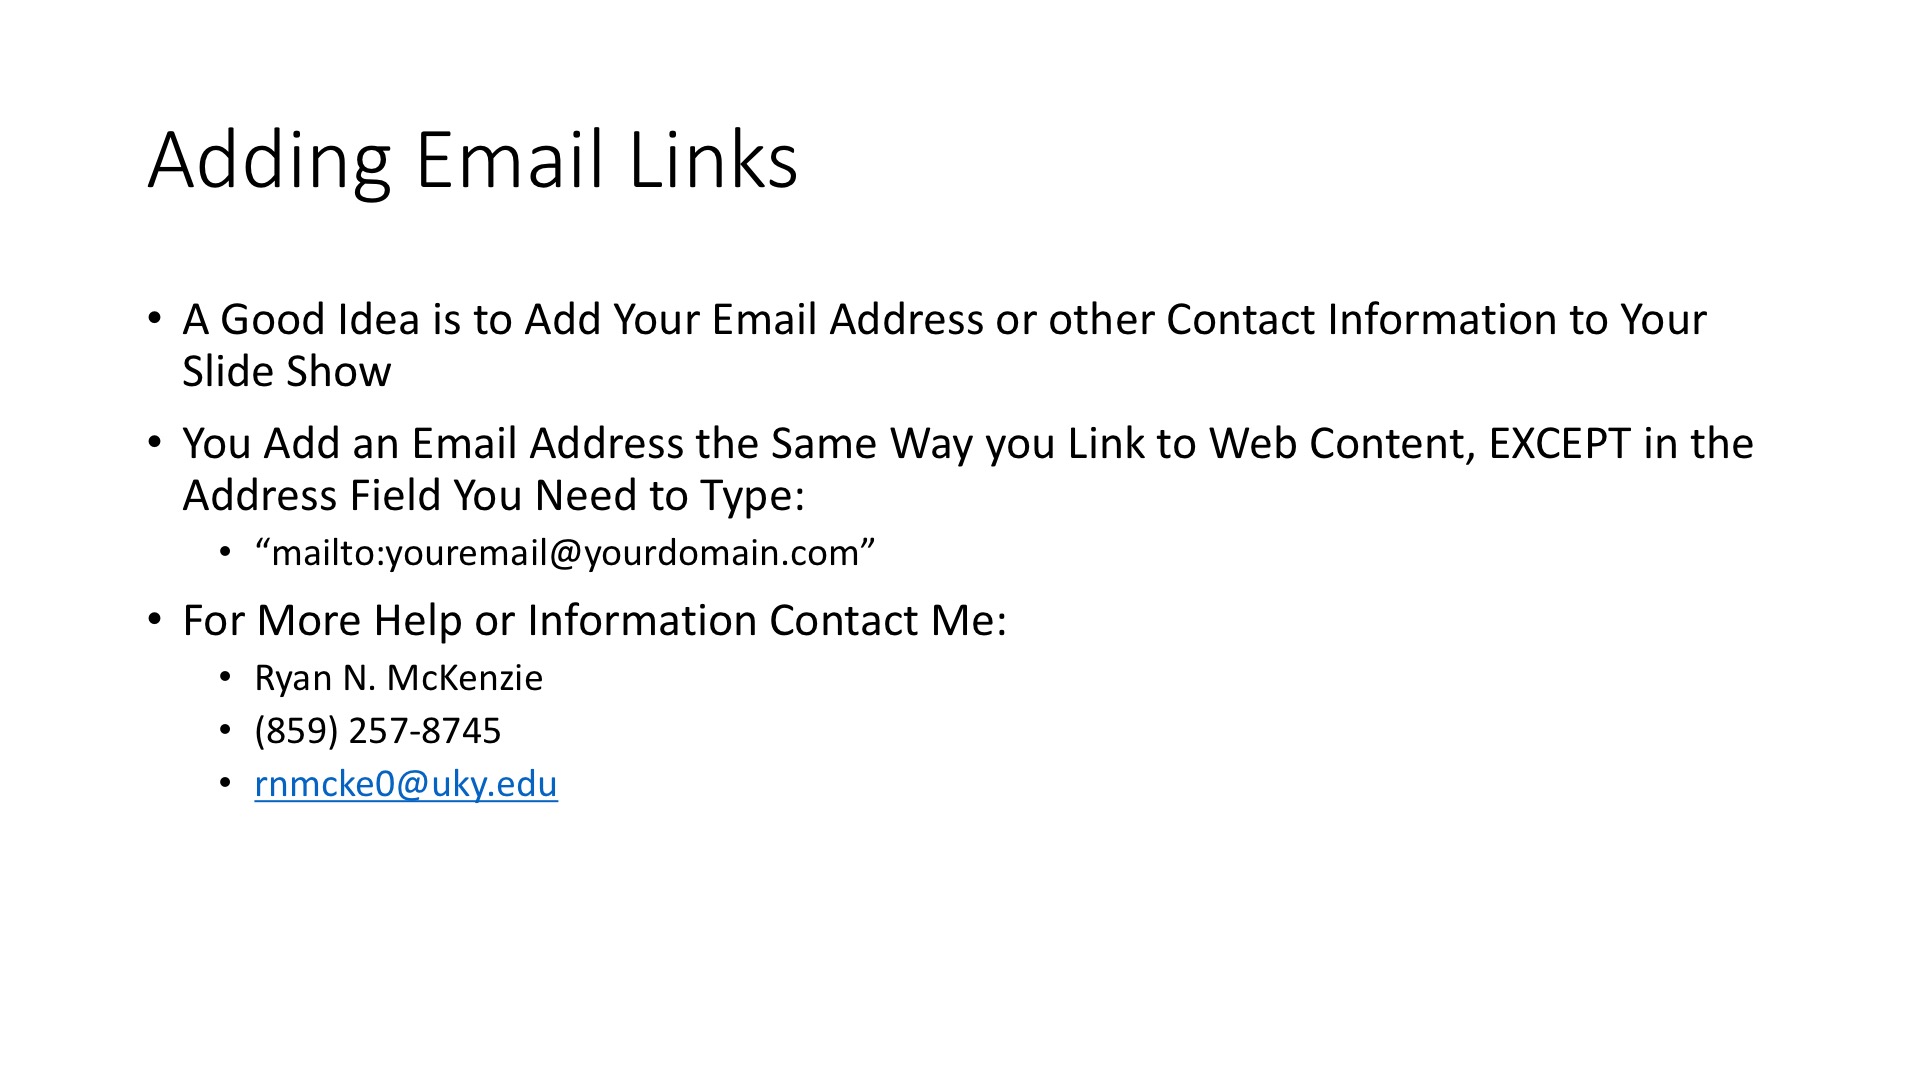 Adding Email Links
• A Good Idea is to Add Your Email Address or other Contact Information to Your
Slide Show
• You Add an Email Address the Same Way you Link to Web Content, EXCEPT in the
Address Field You Need to Type:
• “mailto:youremail@yourdomain.com”
• For More Help or Information Contact Me:
• Ryan N. McKenzie
• (859) 257-8745
• rnmcke0@uky.edu